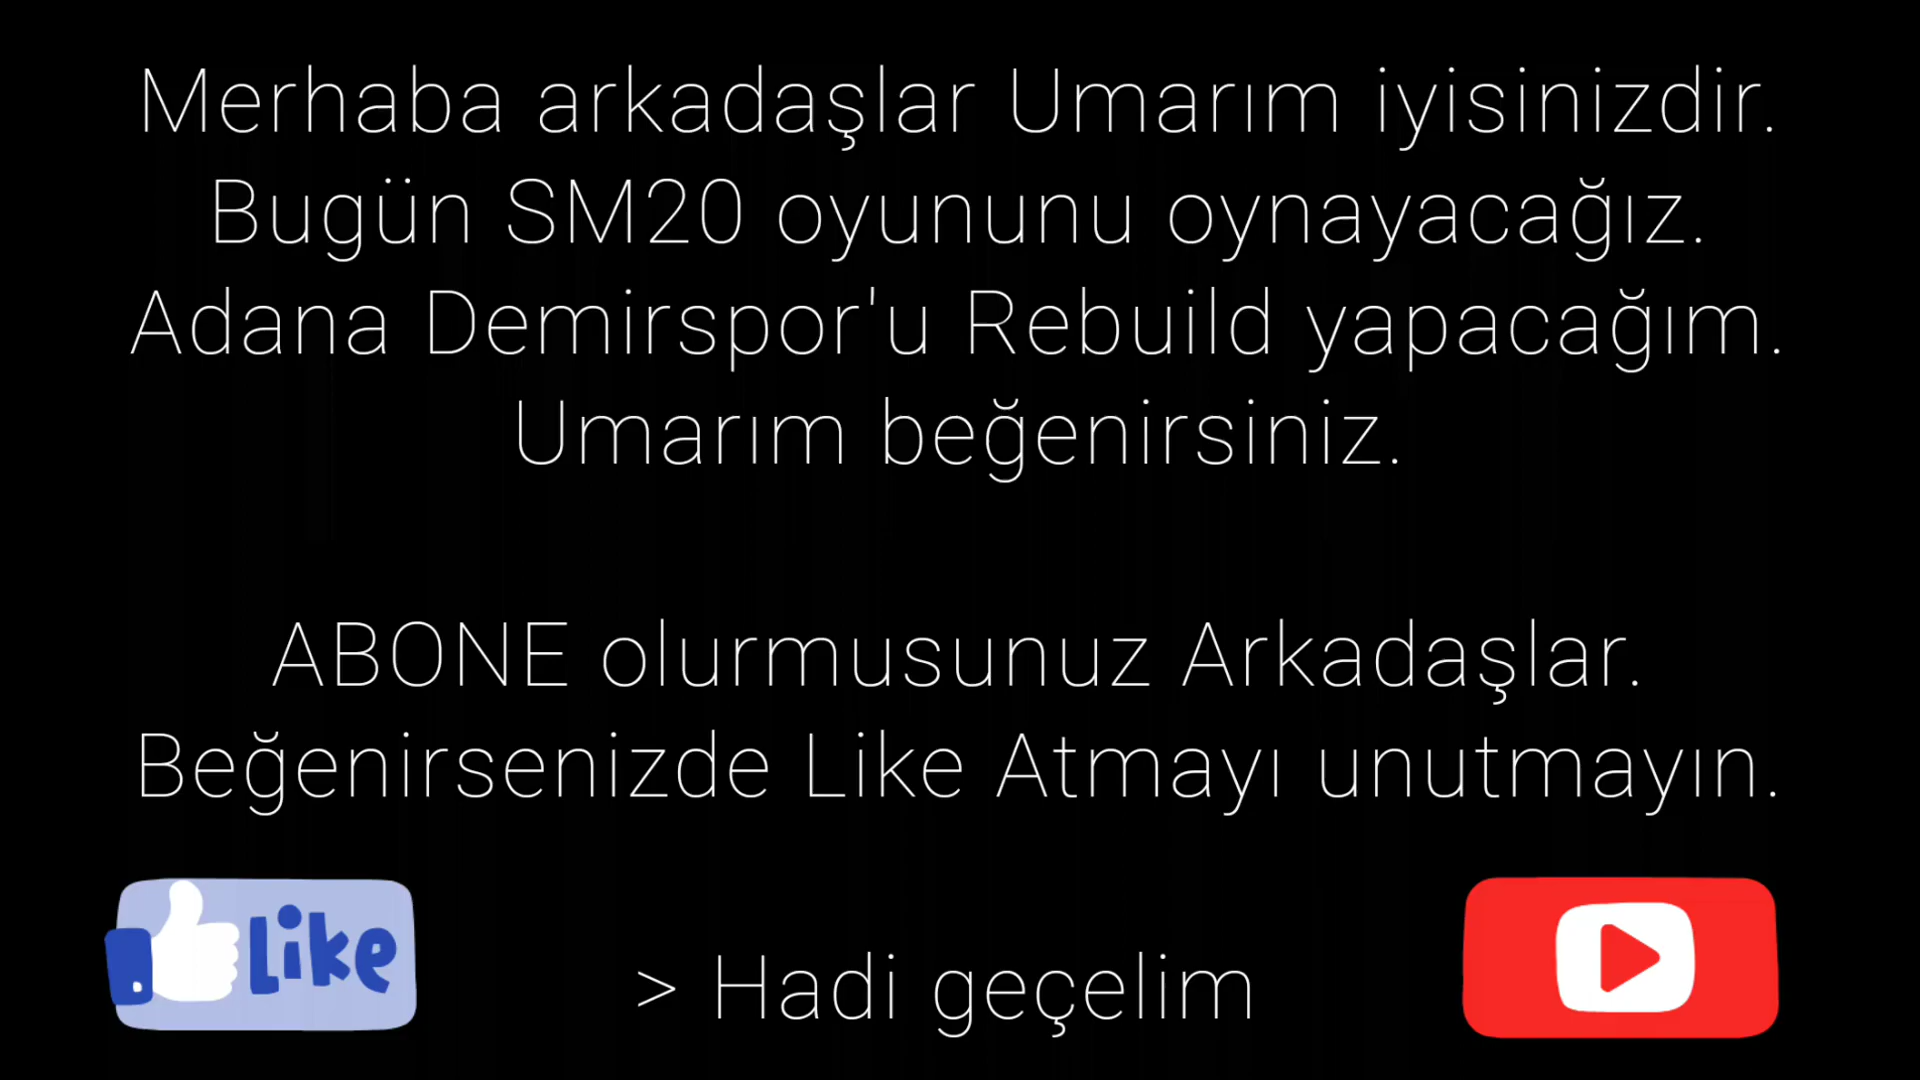 Merhaba arkadaşlar Umarım iyisinizdir.
Bugün SM20 oyununu oynayacağız.
Adana Demirspor'u Rebuild yapacağım.
Umarım beğenirsiniz.
ABONE olurmusunuz Arkadaşlar.
Beğenirsenizde Like Atmayı unutmayın.
Like
> Hadi geçelim